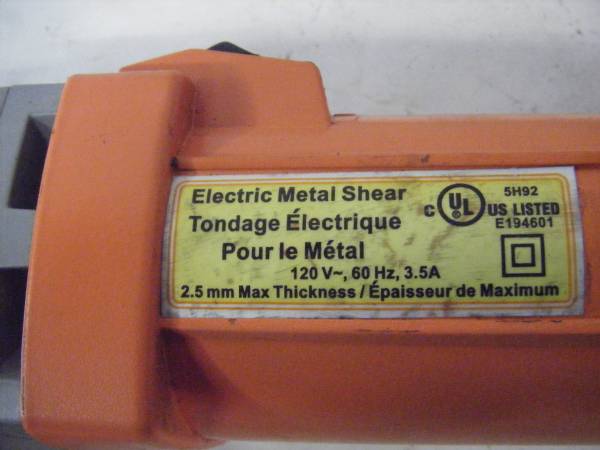 Electric Metal Shear
Tondage Électrique
Pour le Métal
120 V~, 60 Hz, 3.5A
2.5 mm Max Thickness / Épaisseur de Maximum
C UL US LISTED
®
5H92
E194601